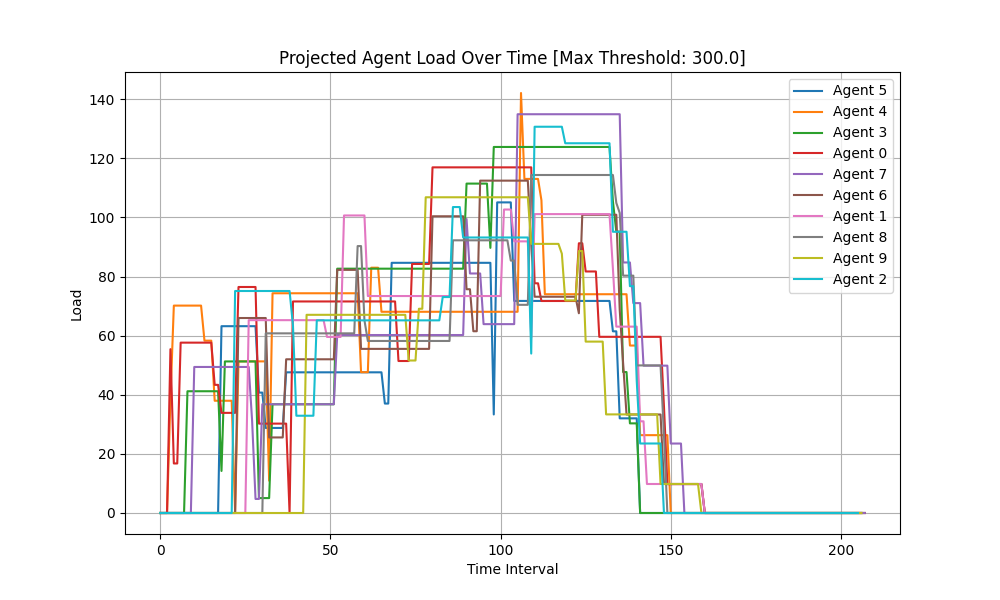 Projected Agent Load Over Time [Max Threshold: 300.0]
Load
140
120
100
80
60
40
20
0
0 50 100 150 200
Time Interval
Agent 5
Agent 4
Agent 3
Agent 0
Agent 7
Agent 6
Agent 1
Agent 8
Agent 9
Agent 2